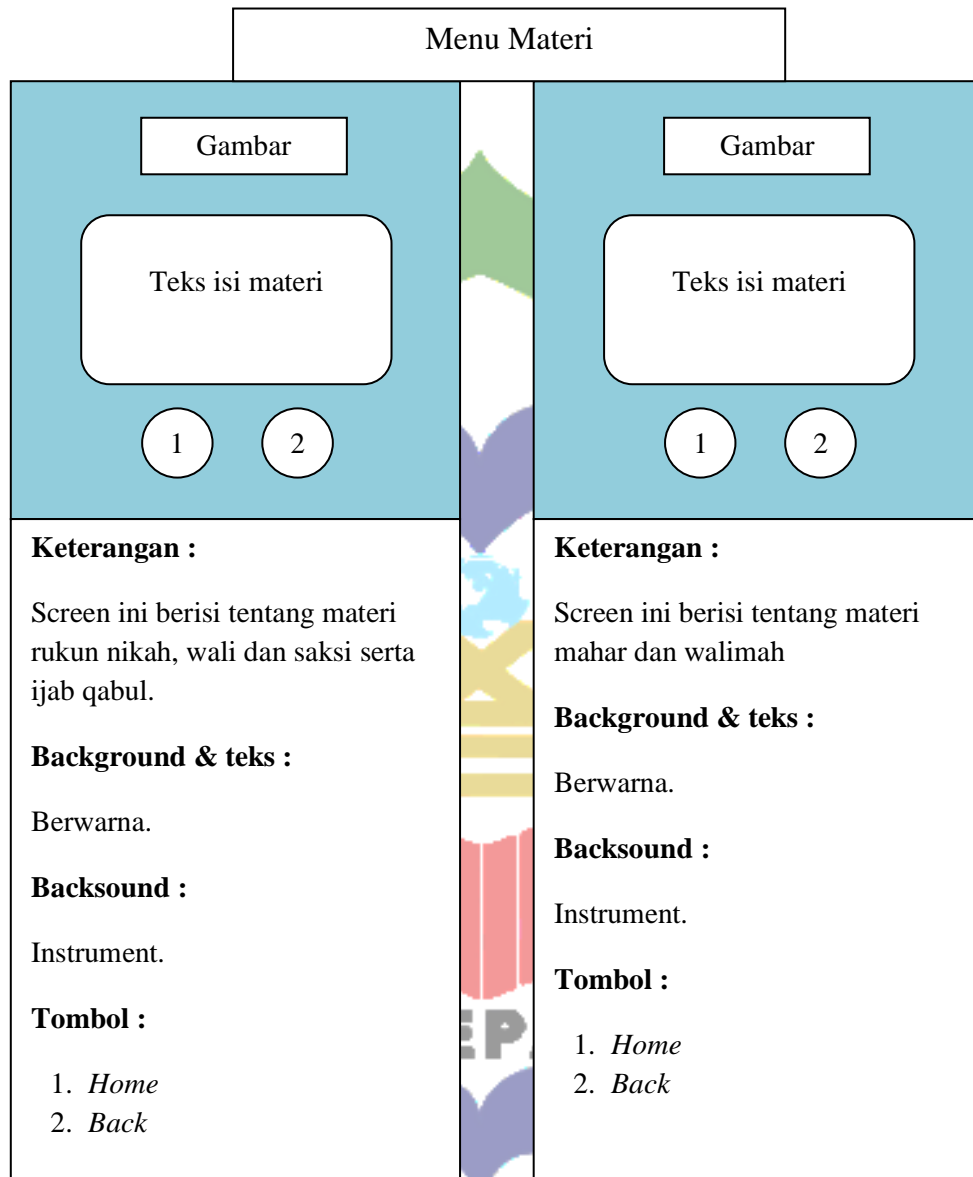 Menu Materi
Gambar
Teks isi materi
1 2
Keterangan :
Screen ini berisi tentang materi
rukun nikah, wali dan saksi serta
ijab qabul.
Background & teks :
Berwarna.
Backsound :
Instrument.
Tombol :
1. Home
2. Back
Gambar
Teks isi materi
1 2
Keterangan :
Screen ini berisi tentang materi
mahar dan walimah
Background & teks :
Berwarna.
Backsound :
Instrument.
Tombol :
1. Home
2. Back